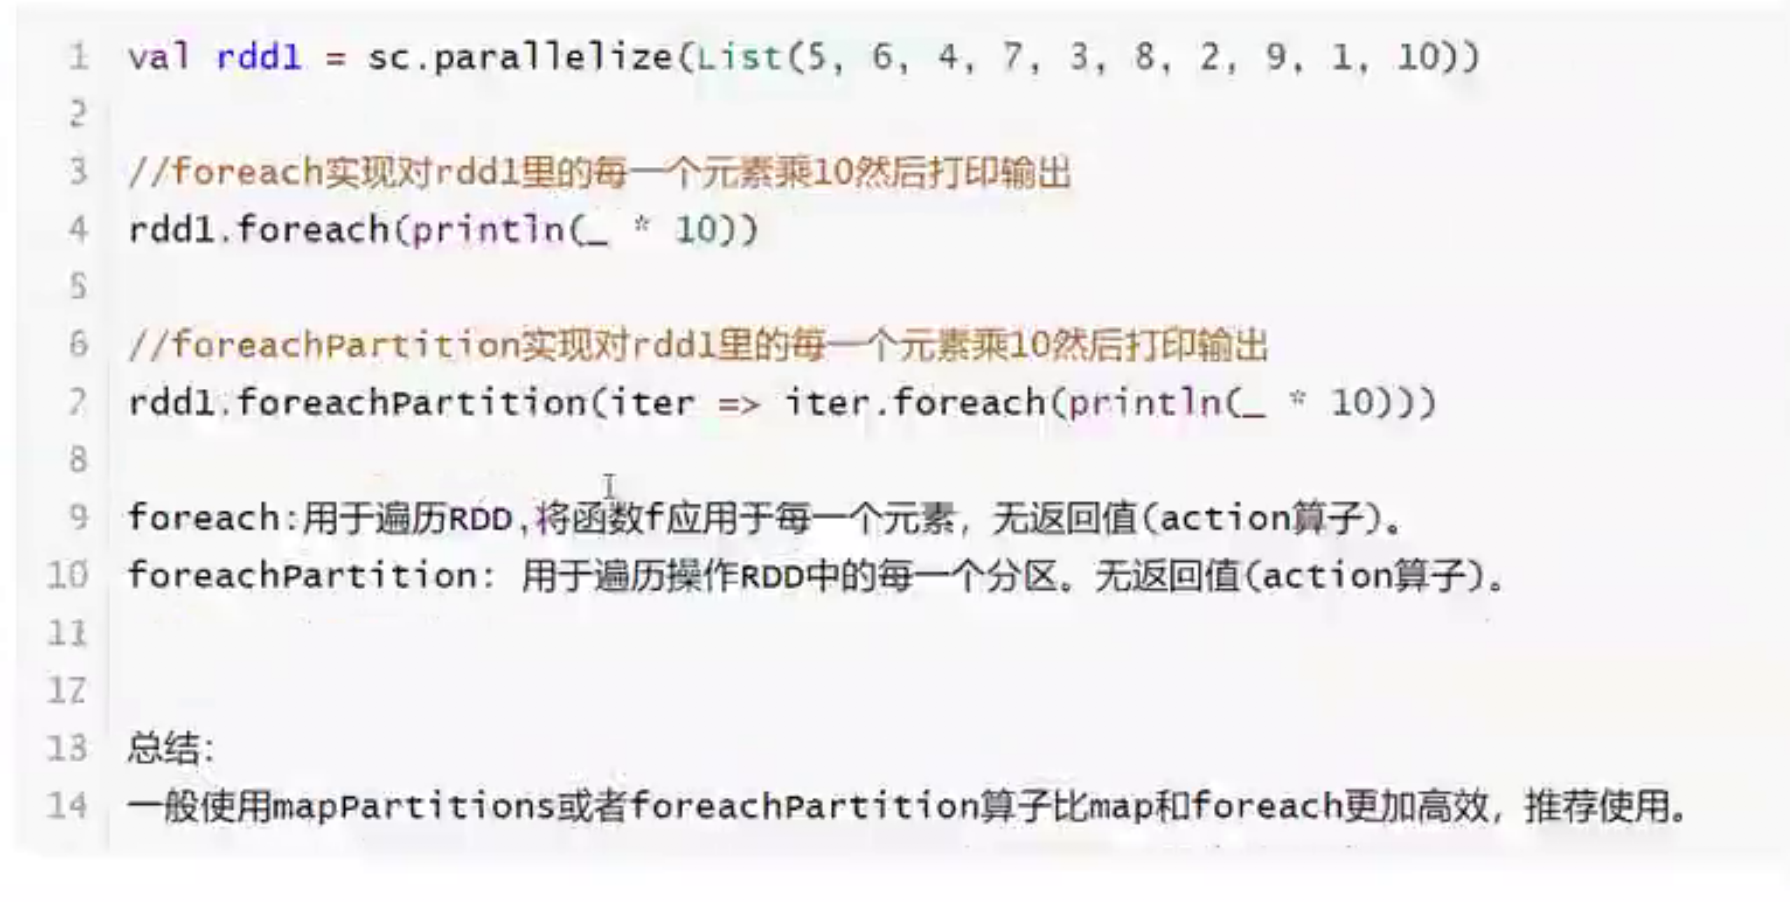 1 val rdd1 = sc.parallelize(List(5, 6, 4, 7, 3, 8, 2, 9, 1, 10))
2
3 //foreach实现对rdd1里的每一个元素乘10然后打印输出
4 rdd1.foreach(println(_ * 10))
5
6 //foreachPartition实现对rdd1里的每一个元素乘10然后打印输出
7 rdd1.foreachPartition(iter => iter.foreach(println(_ * 10)))
8
9 foreach:用于遍历RDD,将函数f应用于每一个元素，无返回值(action算子)。
10 foreachPartition: 用于遍历操作RDD中的每一个分区。无返回值(action算子)。
11
12
13 总结:
14 一般使用mapPartitions或者foreachPartition算子比map和foreach更加高效，推荐使用。